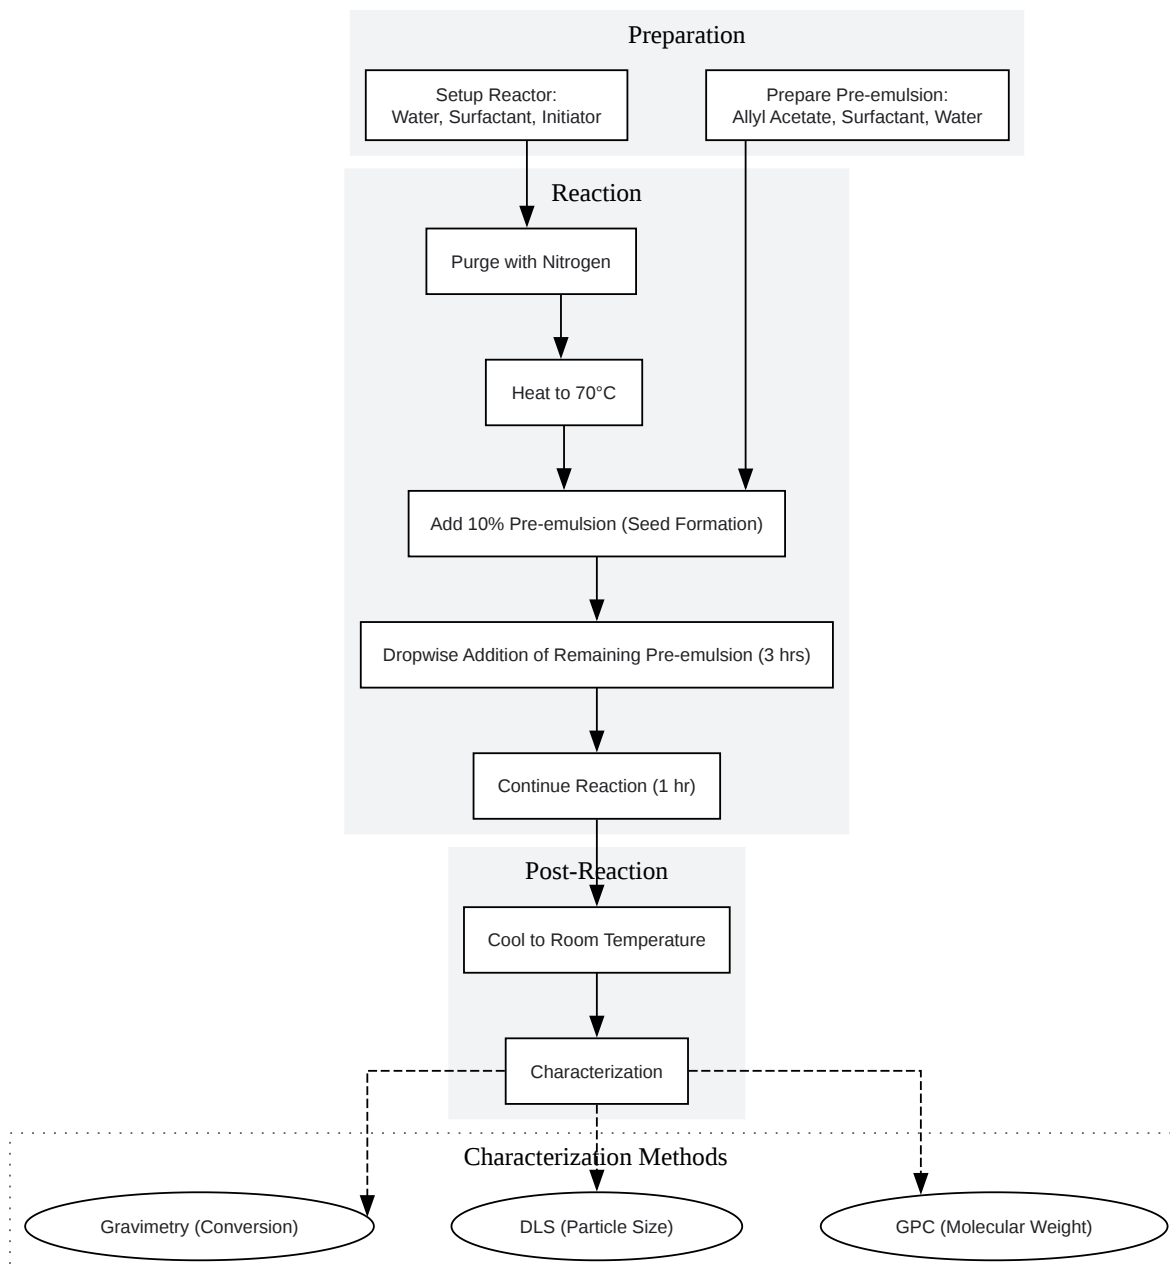 Preparation
Setup Reactor:
Water, Surfactant, Initiator
Prepare Pre-emulsion:
Allyl Acetate, Surfactant, Water
Reaction
Purge with Nitrogen
Heat to 70°C
Add 10% Pre-emulsion (Seed Formation)
Dropwise Addition of Remaining Pre-emulsion (3 hrs)
Continue Reaction (1 hr)
Post-Reaction
Cool to Room Temperature
Characterization
Characterization Methods
Gravimetry (Conversion)
DLS (Particle Size)
GPC (Molecular Weight)